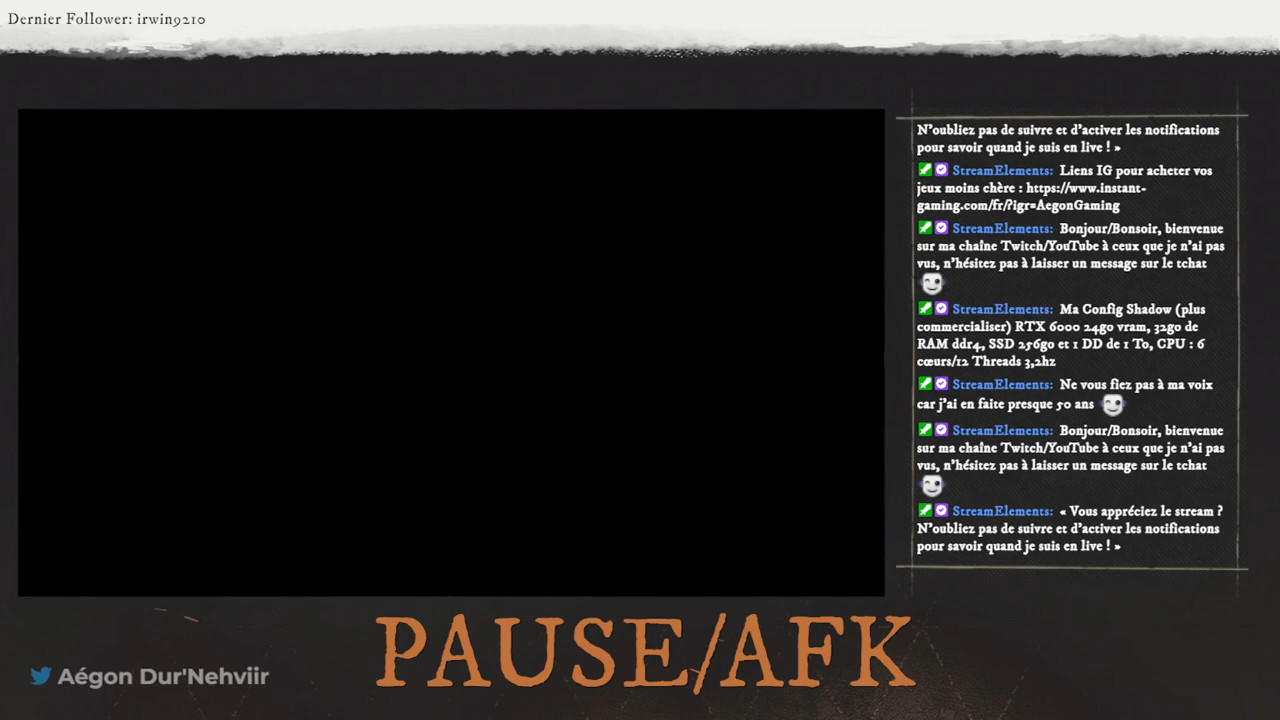 Dernier Follower: irwin9210
N'oubliez pas de suivre et d'activer les notifications
pour savoir quand je suis en live ! »
StreamElements: Liens IG pour acheter vos
jeux moins chère : https://www.instant-
gaming.com/fr/?igr=AegonGaming
StreamElements: Bonjour/Bonsoir, bienvenue
sur ma chaîne Twitch/YouTube à ceux que je n'ai pas
vus, n'hésitez pas à laisser un message sur le tchat
StreamElements: Ma Config Shadow (plus
commercialiser) RTX 6000 24go vram, 32go de
RAM ddr4, SSD 256go et 1 DD de 1 To, CPU : 6
cœurs/12 Threads 3,2hz
StreamElements: Ne vous fiez pas à ma voix
car j'ai en faite presque 50 ans
StreamElements: Bonjour/Bonsoir, bienvenue
sur ma chaîne Twitch/YouTube à ceux que je n'ai pas
vus, n'hésitez pas à laisser un message sur le tchat
StreamElements: « Vous appréciez le stream ?
N'oubliez pas de suivre et d'activer les notifications
pour savoir quand je suis en live ! »
PAUSE/AFK
Aégon Dur'Nehviir